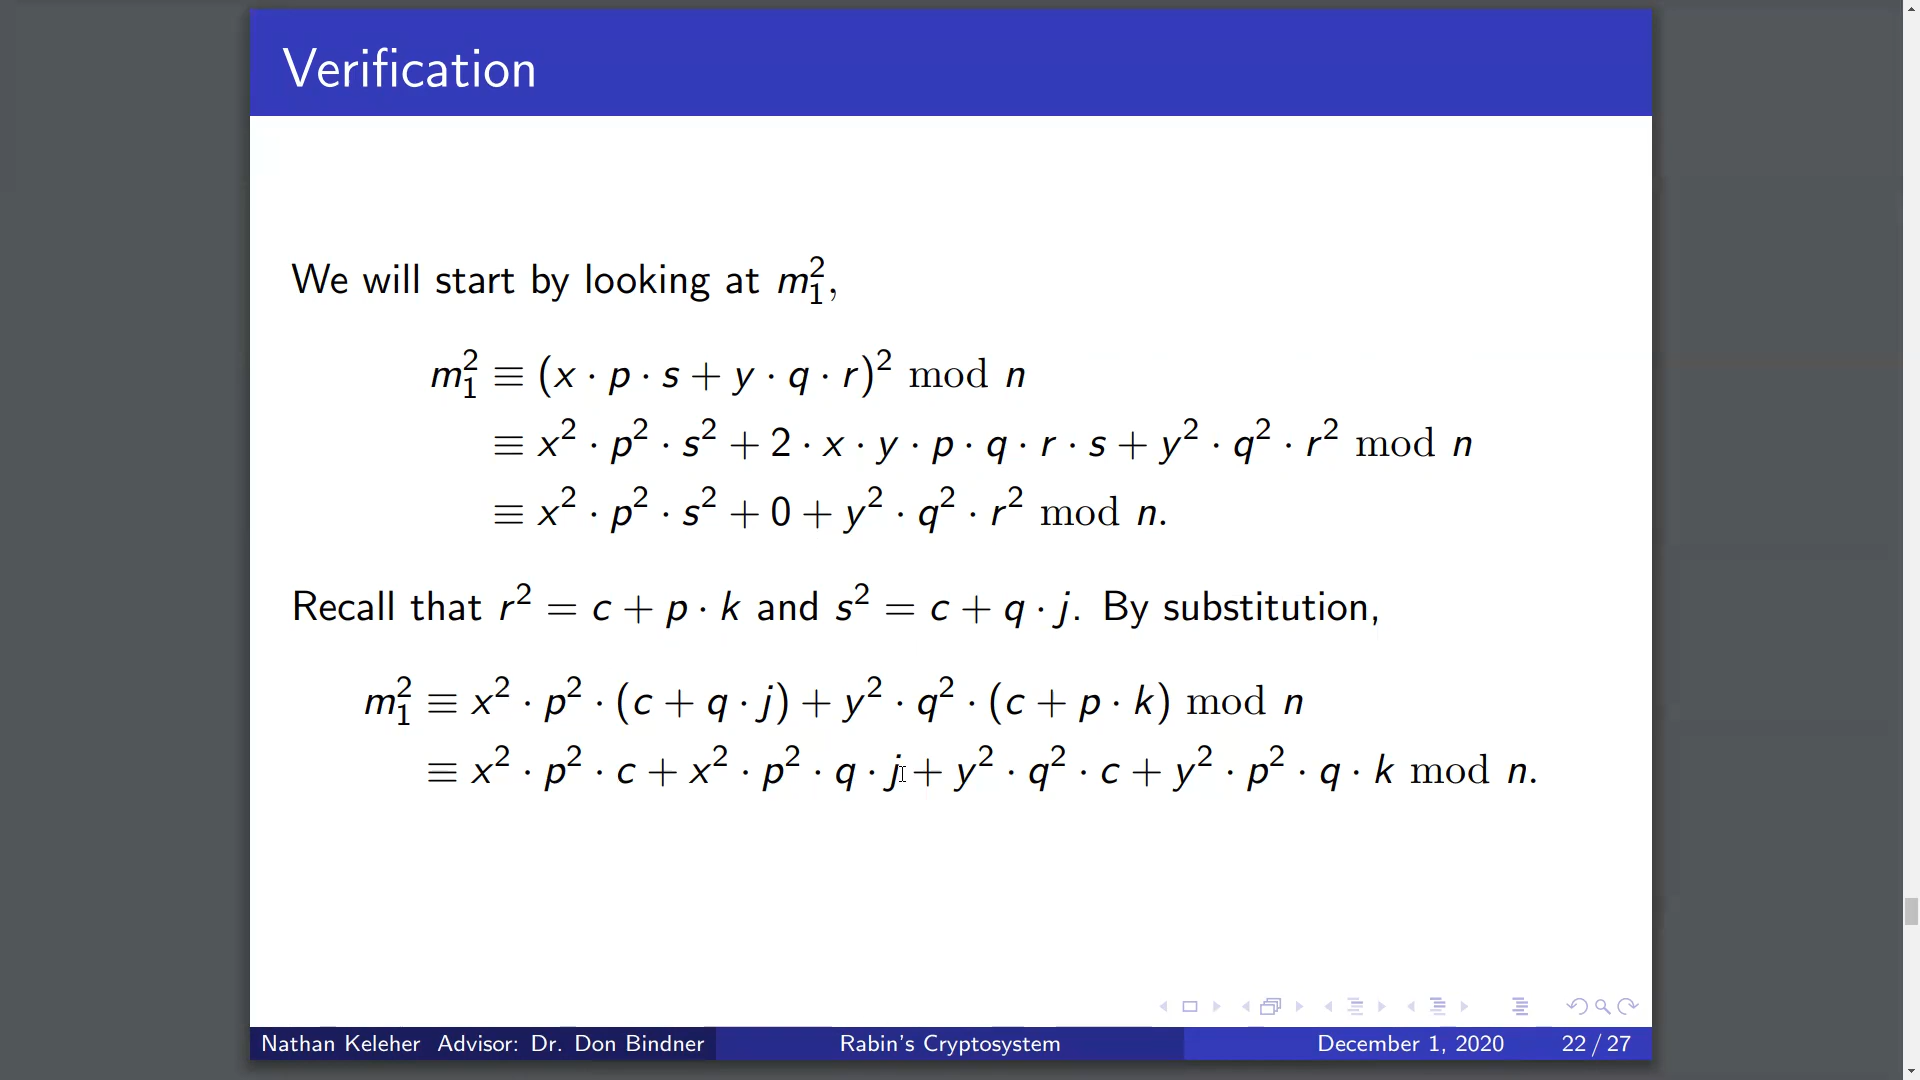 Verification
We will start by looking at m₁²,
m₁² ≡ (x · p · s + y · q · r)² mod n
≡ x² · p² · s² + 2 · x · y · p · q · r · s + y² · q² · r² mod n
≡ x² · p² · s² + 0 + y² · q² · r² mod n.
Recall that r² = c + p · k and s² = c + q · j. By substitution,
m₁² ≡ x² · p² · (c + q · j) + y² · q² · (c + p · k) mod n
≡ x² · p² · c + x² · p² · q · j + y² · q² · c + y² · p² · q · k mod n.
Nathan Keleher Advisor: Dr. Don Bindner Rabin's Cryptosystem December 1, 2020 22 / 27